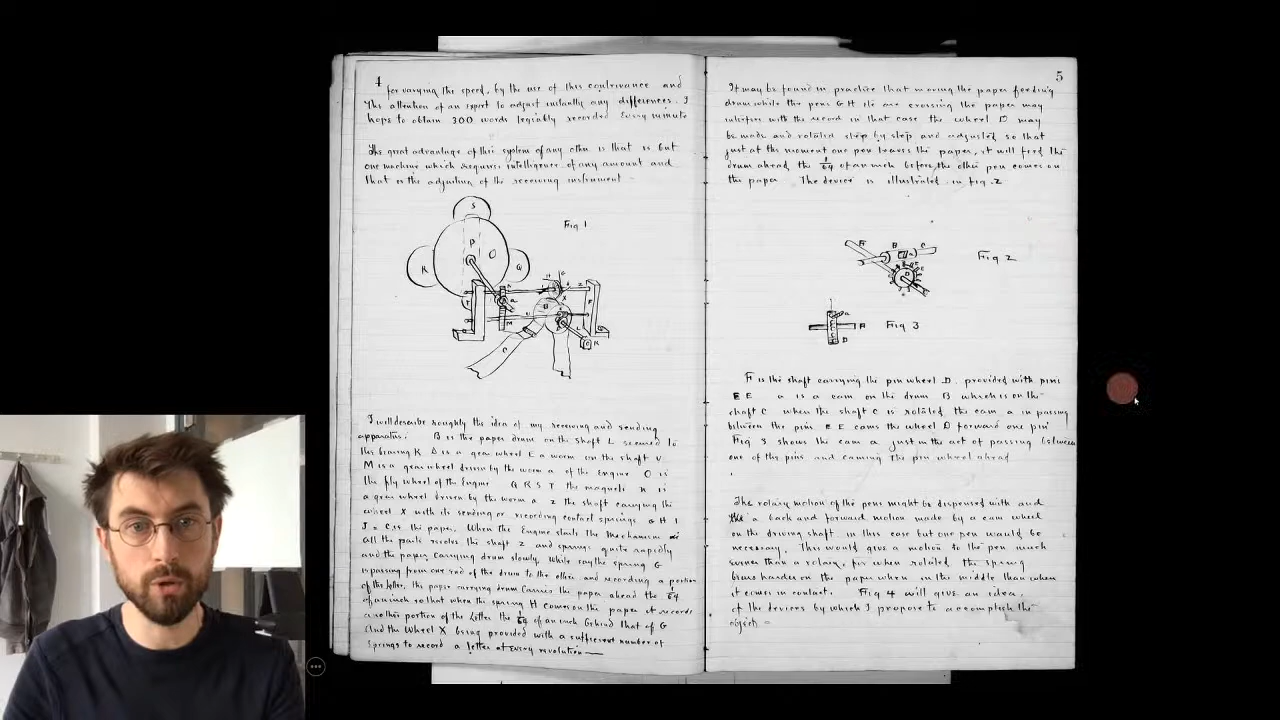 4
for varying the speed, by the use of this contrivance and
the attention of an expert to adjust instantly any differences. I
hope to obtain 300 words legiably recorded Every minute
The great advantage of this system of any other is that is but
one machine which requires intelligence of any amount and
that is the adjusting of the receiving instrument
Fig 1
S
P
O
R
Q
T
a
M
B
C
K
I will describe roughly this idea of my receiving and sending
apparatus. B is the paper drum on the shaft L secured to
the bearing K D is a gear wheel E a worm on the shaft U
M is a gear wheel driven by the worm a of the Engine O is
the fly wheel of the Engine Q R S T the magnets N is
a gear wheel driven by the worm a Z the shaft carrying the
wheel X with its sending or recording contact springs G H I
J = C is the paper. When the Engine starts the Mechanism
all the parts revolve the shaft Z and springs quite rapidly
and the paper carrying drum slowly, while say the spring G
is passing from one end of the drum to the other and recording a portion
of the letter, the paper carrying drum carries the paper ahead the 1/64
of an inch so that when the spring H comes on the paper it records
another portion of the letter the 1/64 of an inch behind that of G
and the wheel X being provided with a sufficient number of
springs to record a letter at Every revolution
5
It may be found in practice that moving the paper feeding
drum while the pens G H etc are crossing the paper may
interfere with the record in that case the wheel D may
be made and rotated step by step and adjusted so that
just at the moment one pen leaves the paper, it will feed the
drum ahead the 1/64 of an inch before the other pen comes on
the paper The device is illustrated in fig. 2
A
B
C
Fig 2
a
A
D
Fig 3
A is the shaft carrying the pin wheel D. provided with pins
E E a is a cam on the drum B which is on the
shaft C when the shaft C is rotated the cam a in passing
between the pins E E cams the wheel D forward one pin
Fig 3 shows the cam a just in the act of passing between
one of the pins and caming the pin wheel ahead
The rotary motion of the pens might be dispensed with and
a back and forward motion made by a cam wheel
on the driving shaft in this case but one pen would be
necessary. This would give a motion to the pen much
evener than a rotary, for when rotated the spring
bears harder on the paper when in the middle than when
it comes in contact. Fig 4 will give an idea
of the devices by which I propose to accomplish the
object =